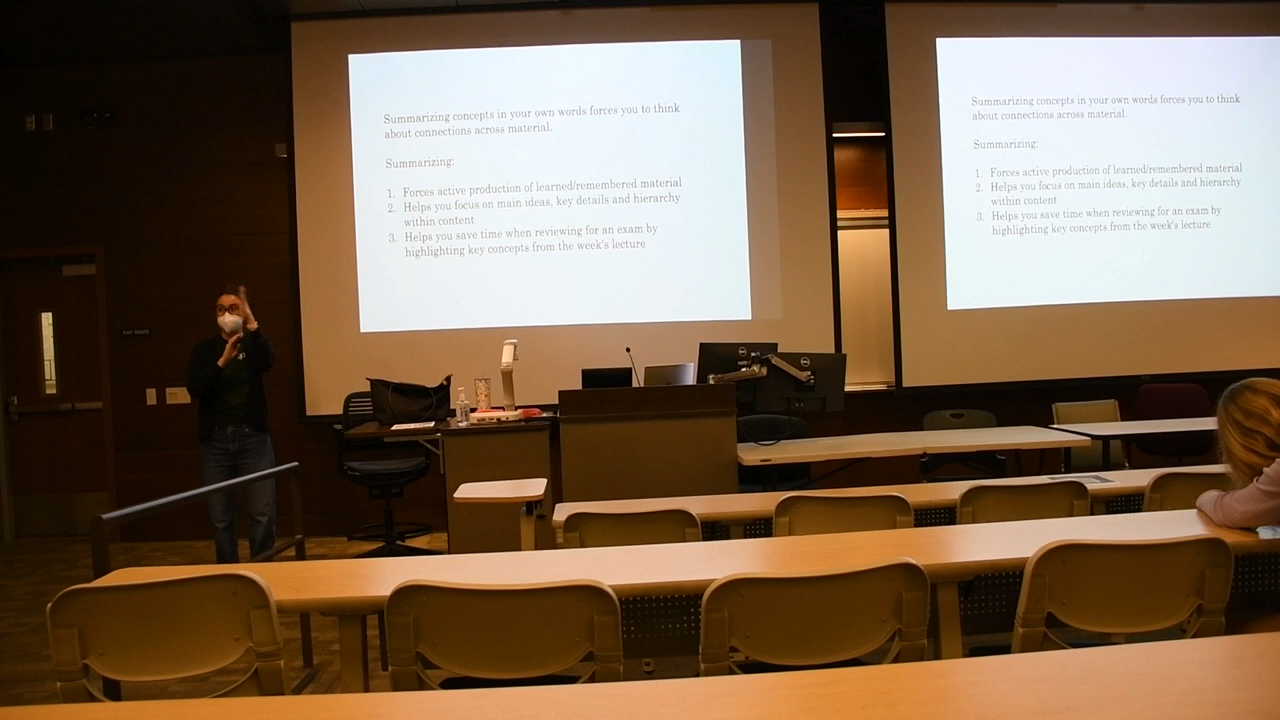 Summarizing concepts in your own words forces you to think
about connections across material.
Summarizing:
1. Forces active production of learned/remembered material
2. Helps you focus on main ideas, key details and hierarchy
within content
3. Helps you save time when reviewing for an exam by
highlighting key concepts from the week's lecture
Summarizing concepts in your own words forces you to think
about connections across material.
Summarizing:
1. Forces active production of learned/remembered material
2. Helps you focus on main ideas, key details and hierarchy
within content
3. Helps you save time when reviewing for an exam by
highlighting key concepts from the week's lecture
EXIT ROUTE
DELL
DELL